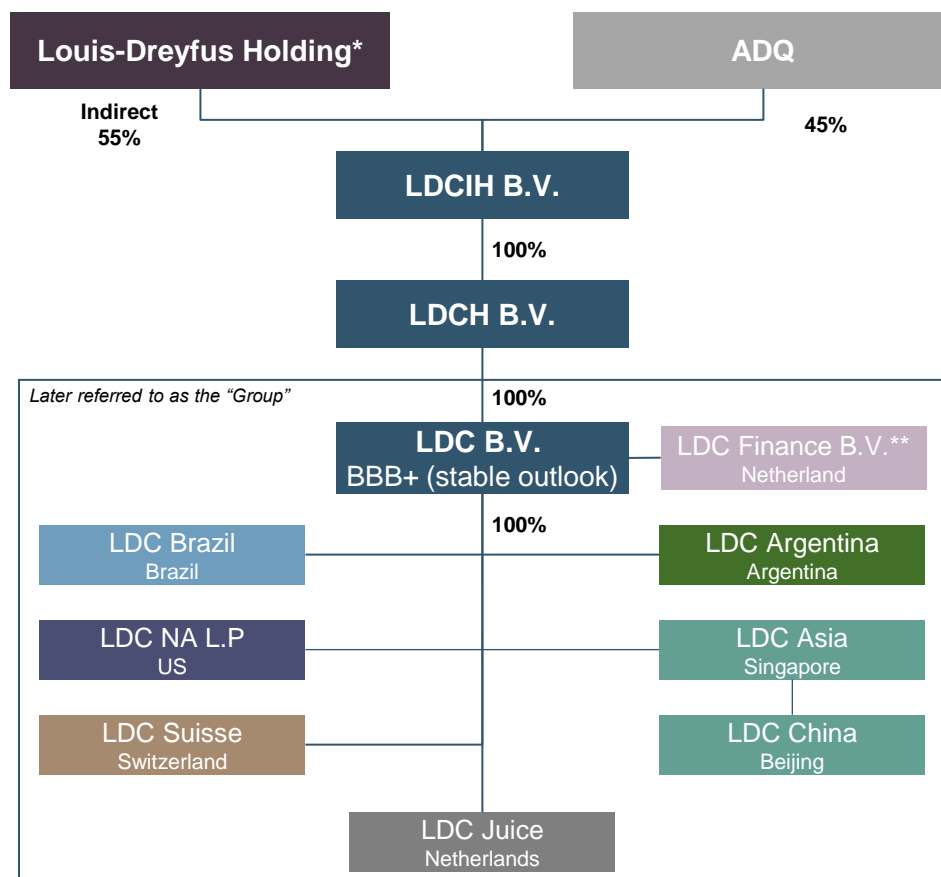 Louis-Dreyfus Holding*
ADQ
Indirect
55%
45%
LDCIH B.V.
100%
LDCH B.V.
Later referred to as the “Group”
100%
LDC B.V.
BBB+ (stable outlook)
LDC Finance B.V.**
Netherland
100%
LDC Brazil
Brazil
LDC Argentina
Argentina
LDC NA L.P
US
LDC Asia
Singapore
LDC Suisse
Switzerland
LDC China
Beijing
LDC Juice
Netherlands